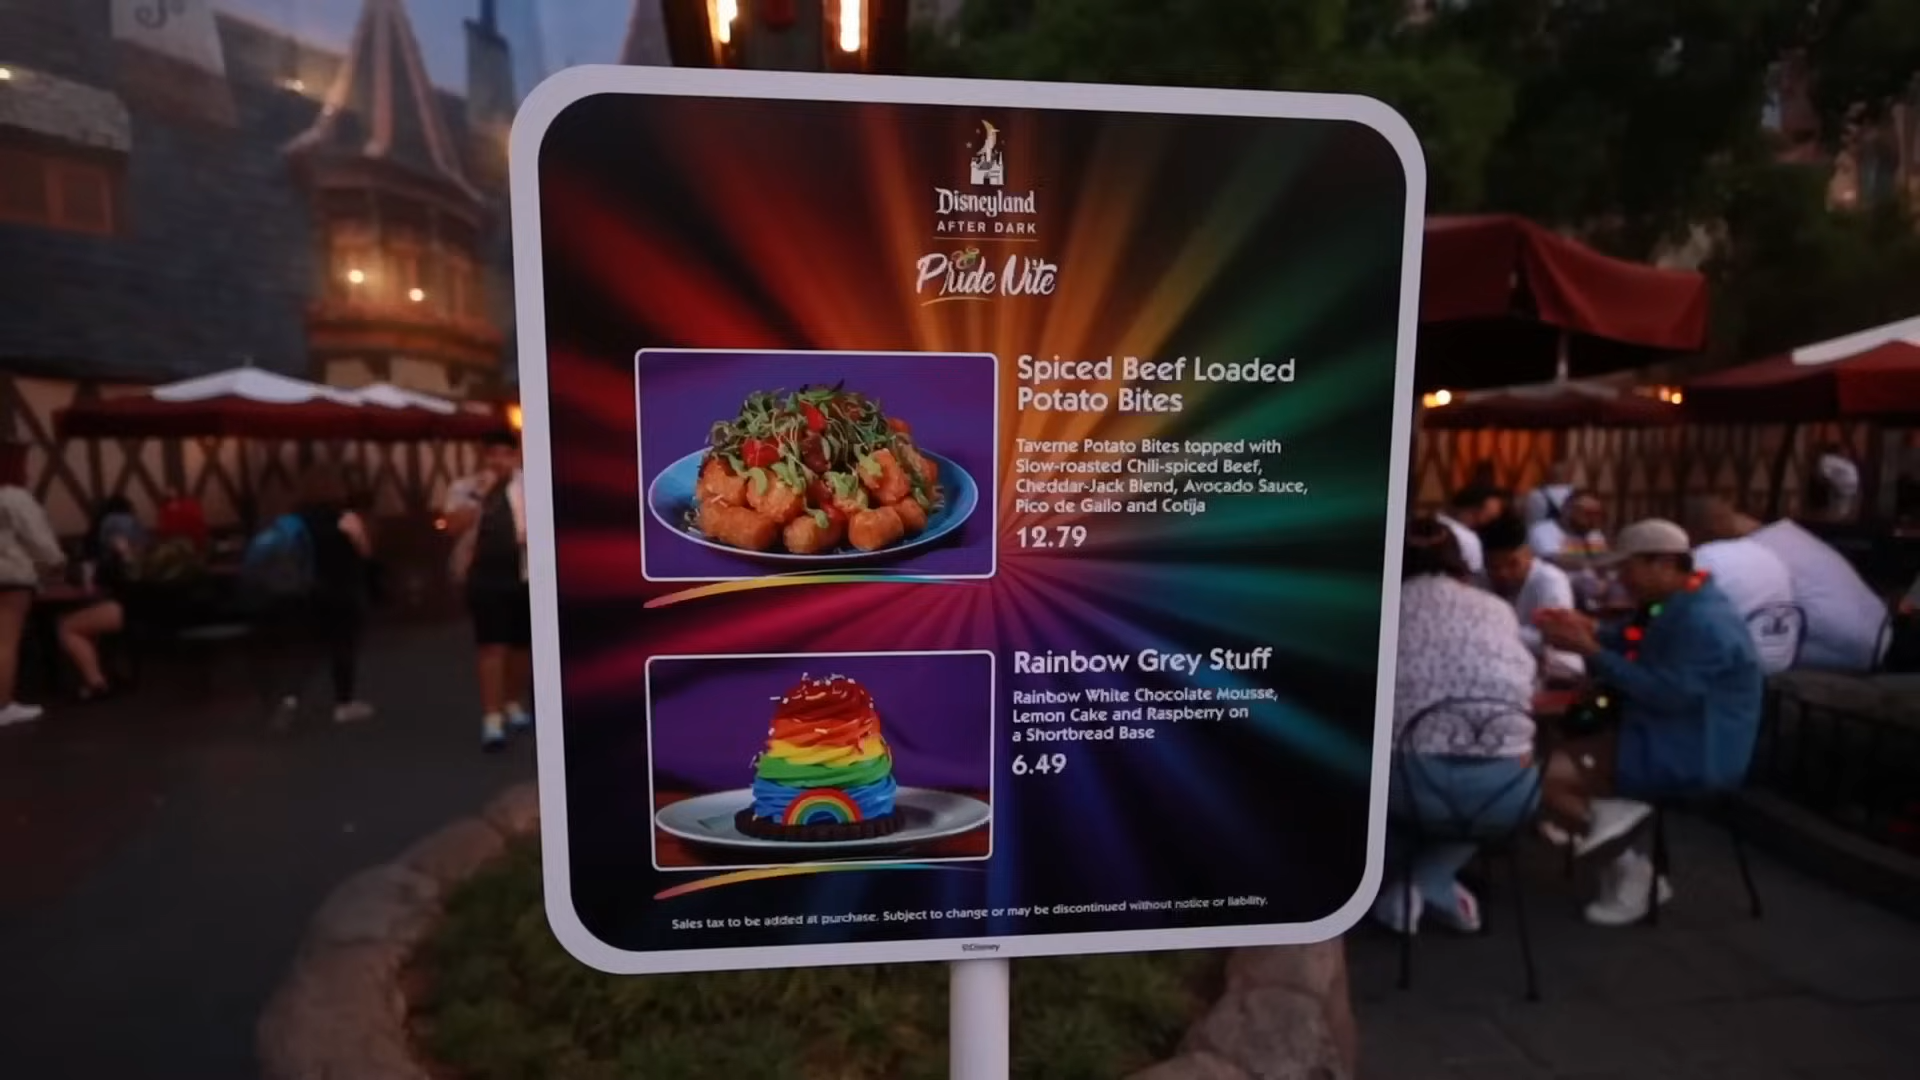 Disneyland
AFTER DARK
Pride Nite
Spiced Beef Loaded
Potato Bites
Taverne Potato Bites topped with
Slow-roasted Chili-spiced Beef,
Cheddar-Jack Blend, Avocado Sauce,
Pico de Gallo and Cotija
12.79
Rainbow Grey Stuff
Rainbow White Chocolate Mousse,
Lemon Cake and Raspberry on
a Shortbread Base
6.49
Sales tax to be added at purchase. Subject to change or may be discontinued without notice or liability.
©Disney